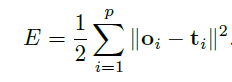 E = \frac{1}{2} \sum_{i=1}^{p} \|\mathbf{o}_i - \mathbf{t}_i\|^2.